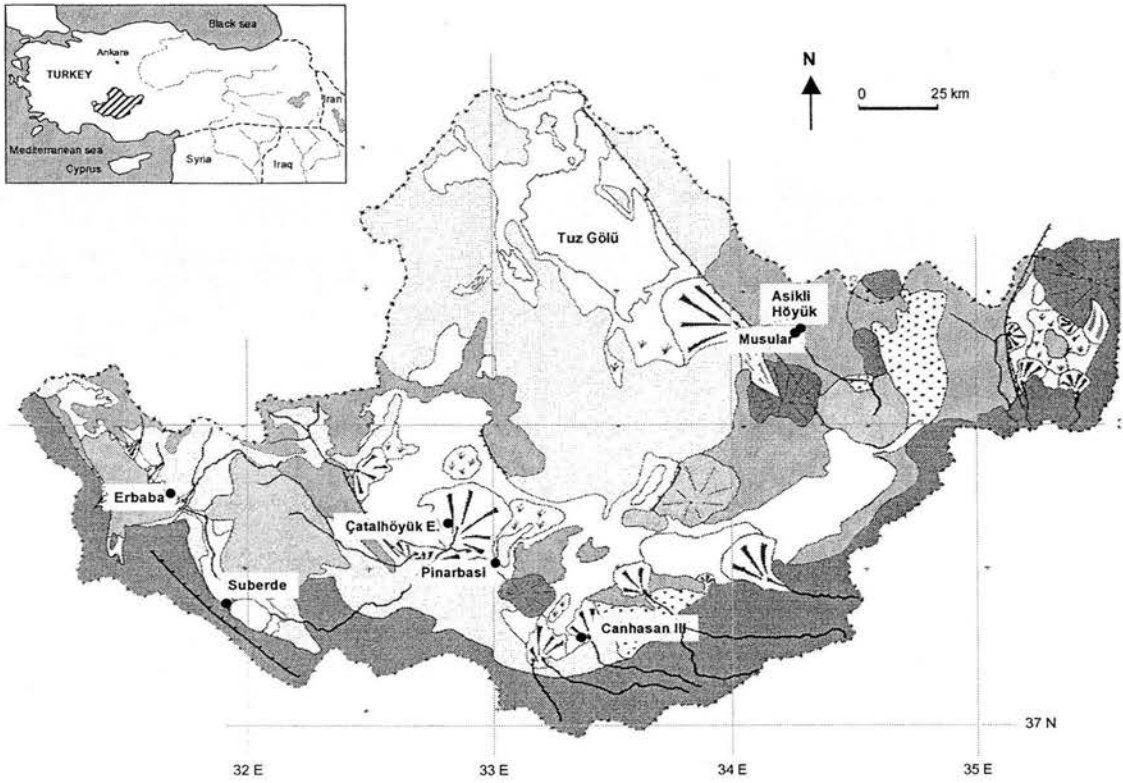 Black sea
Ankara
TURKEY
Iran
Mediterranean sea
Cyprus
Syria
Iraq
N
0 25 km
Tuz Gölü
Asikli
Höyük
Musular
Erbaba
Çatalhöyük E.
Pinarbasi
Suberde
Canhasan III
37 N
32 E 33 E 34 E 35 E